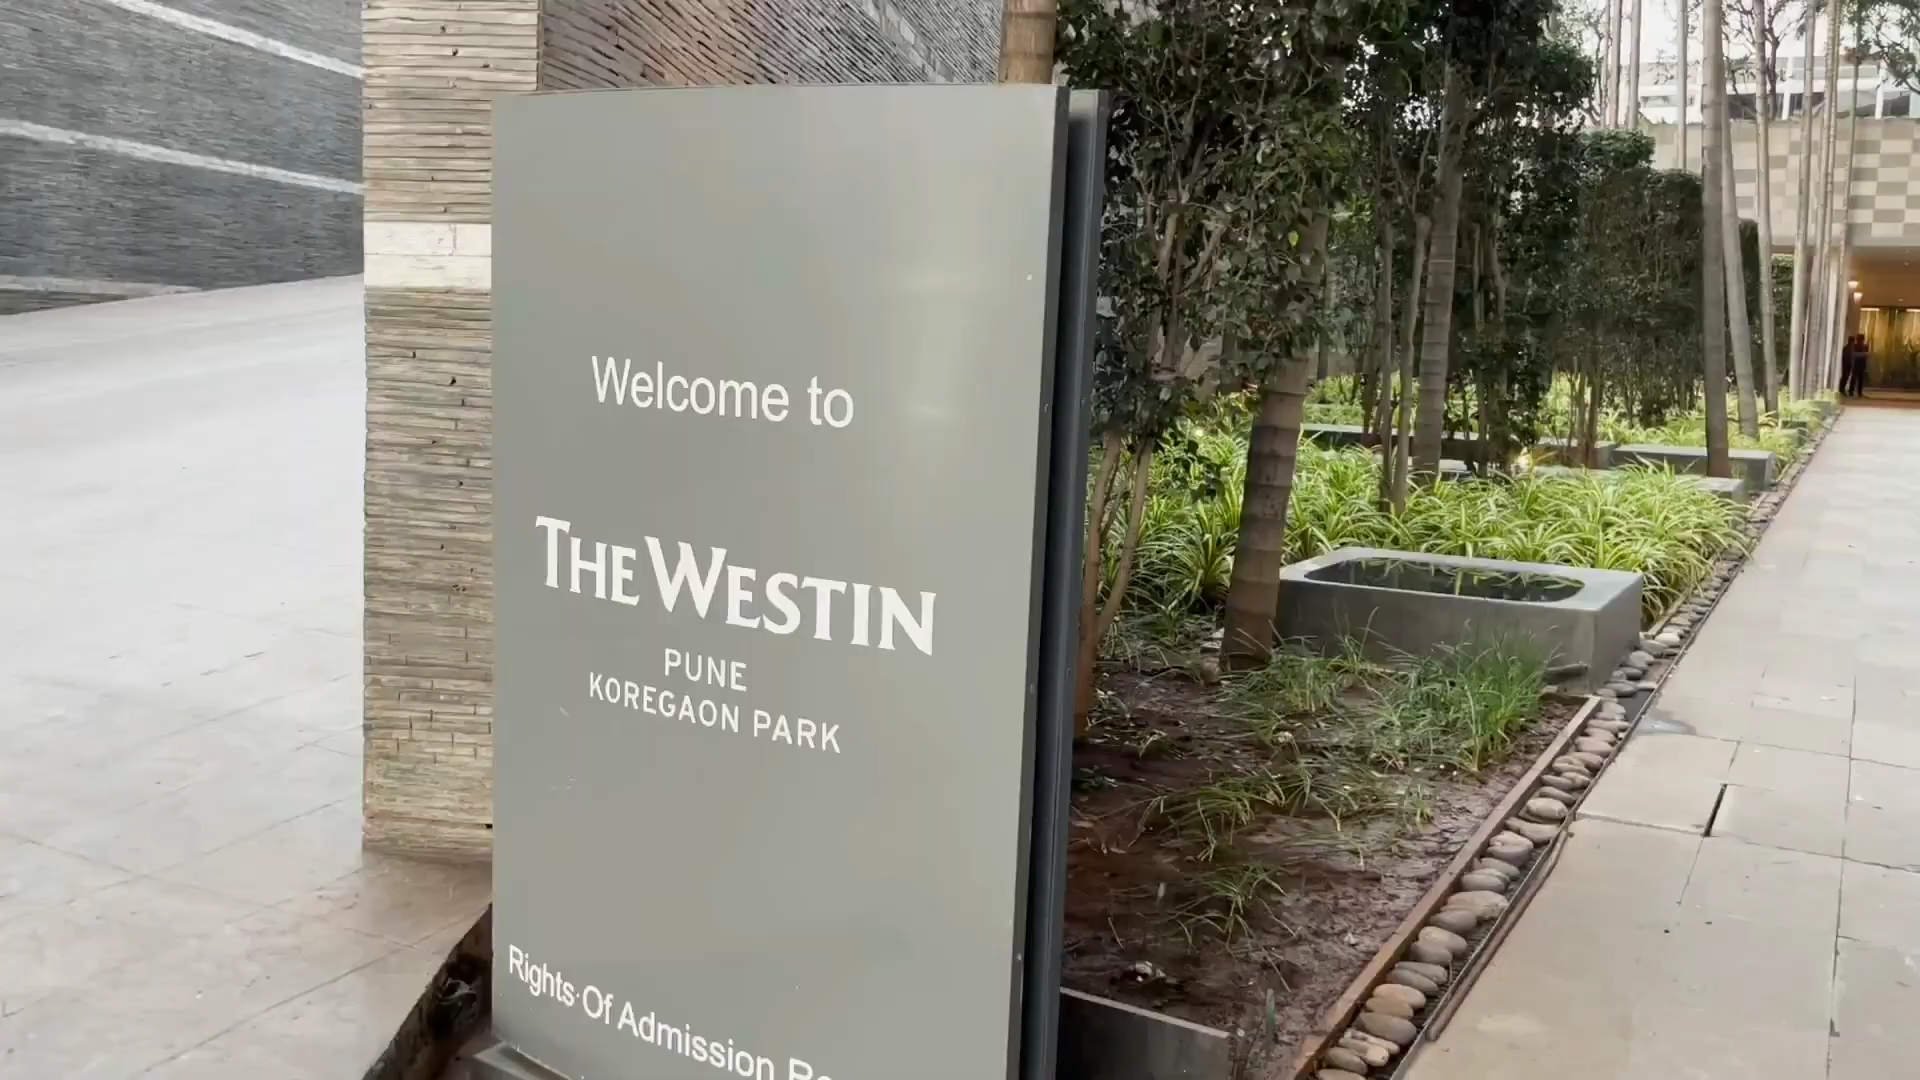 Welcome to
THE WESTIN
PUNE
KOREGAON PARK
Rights Of Admission